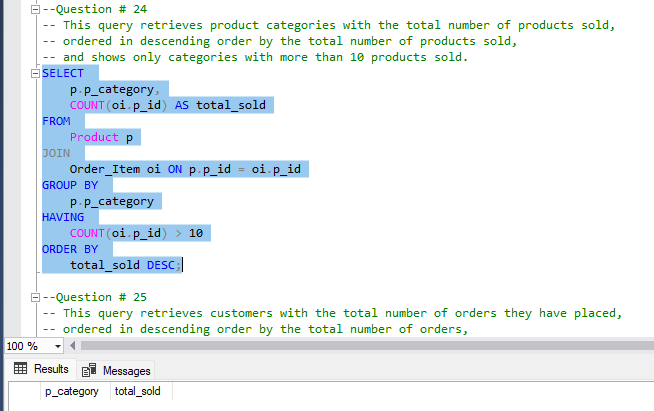 --Question # 24
-- This query retrieves product categories with the total number of products sold,
-- ordered in descending order by the total number of products sold,
-- and shows only categories with more than 10 products sold.
SELECT
    p.p_category,
    COUNT(oi.p_id) AS total_sold
FROM
    Product p
JOIN
    Order_Item oi ON p.p_id = oi.p_id
GROUP BY
    p.p_category
HAVING
    COUNT(oi.p_id) > 10
ORDER BY
    total_sold DESC;
--Question # 25
-- This query retrieves customers with the total number of orders they have placed,
-- ordered in descending order by the total number of orders,
100 %
Results Messages
p_category total_sold